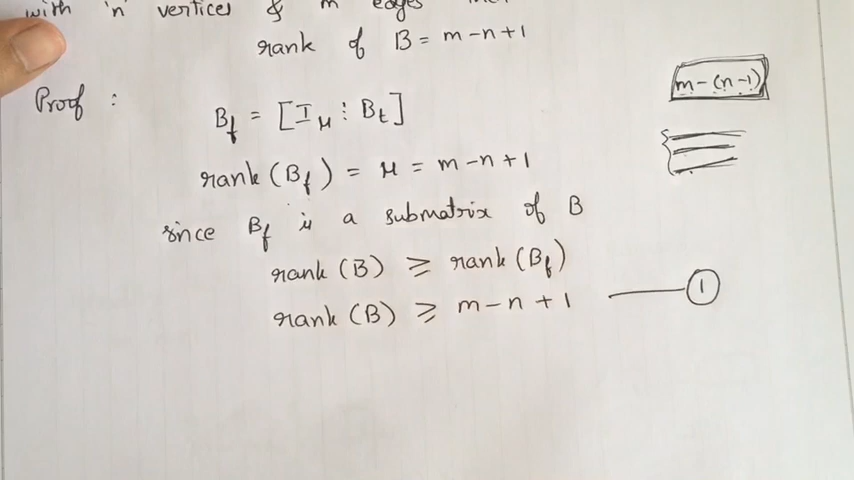 with 'n' vertices & m edges
rank of B = m-n+1
Proof :
m-(n-1)
B_f = [I_μ ⋮ B_t]
rank (B_f) = μ = m-n+1
since B_f is a submatrix of B
rank (B) ≥ rank (B_f)
rank (B) ≥ m-n+1 —— ①